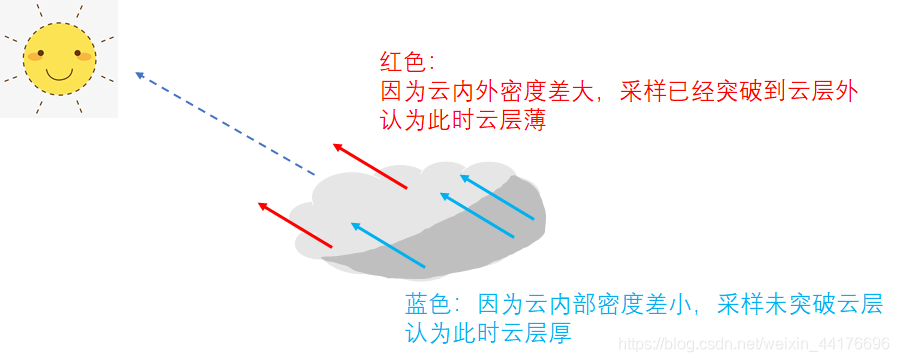 红色：
因为云内外密度差大，采样已经突破到云层外
认为此时云层薄
蓝色：因为云内部密度差小，采样未突破云层
认为此时云层厚
https://blog.csdn.net/weixin_44176696